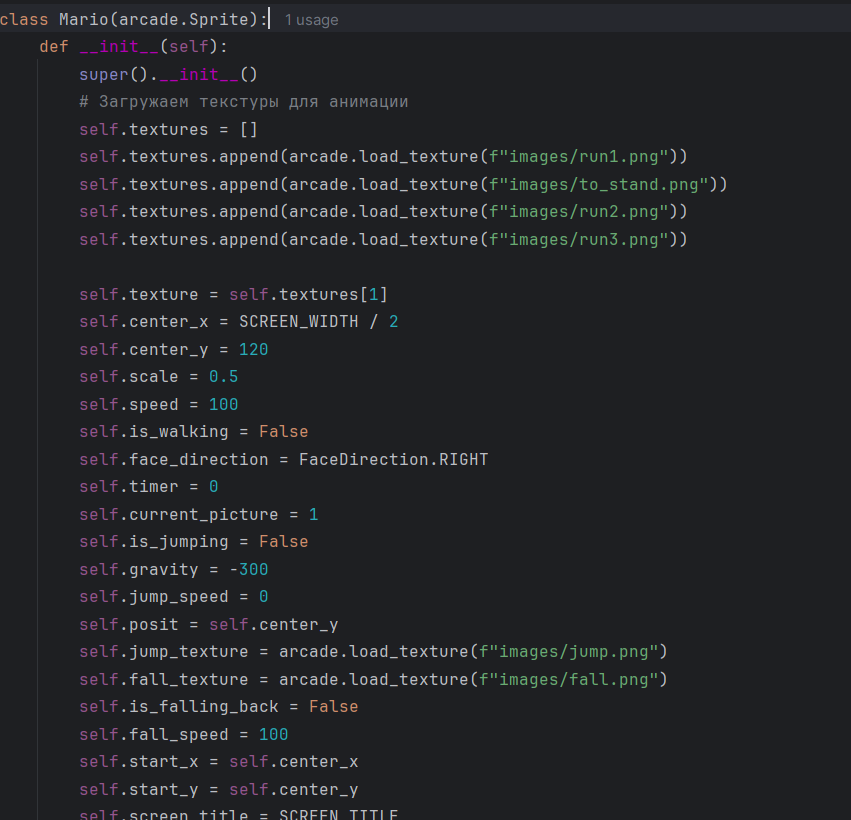 class Mario(arcade.Sprite): 1 usage
def __init__(self):
super().__init__()
# Загружаем текстуры для анимации
self.textures = []
self.textures.append(arcade.load_texture(f"images/run1.png"))
self.textures.append(arcade.load_texture(f"images/to_stand.png"))
self.textures.append(arcade.load_texture(f"images/run2.png"))
self.textures.append(arcade.load_texture(f"images/run3.png"))
self.texture = self.textures[1]
self.center_x = SCREEN_WIDTH / 2
self.center_y = 120
self.scale = 0.5
self.speed = 100
self.is_walking = False
self.face_direction = FaceDirection.RIGHT
self.timer = 0
self.current_picture = 1
self.is_jumping = False
self.gravity = -300
self.jump_speed = 0
self.posit = self.center_y
self.jump_texture = arcade.load_texture(f"images/jump.png")
self.fall_texture = arcade.load_texture(f"images/fall.png")
self.is_falling_back = False
self.fall_speed = 100
self.start_x = self.center_x
self.start_y = self.center_y
self.screen_title = SCREEN_TITLE